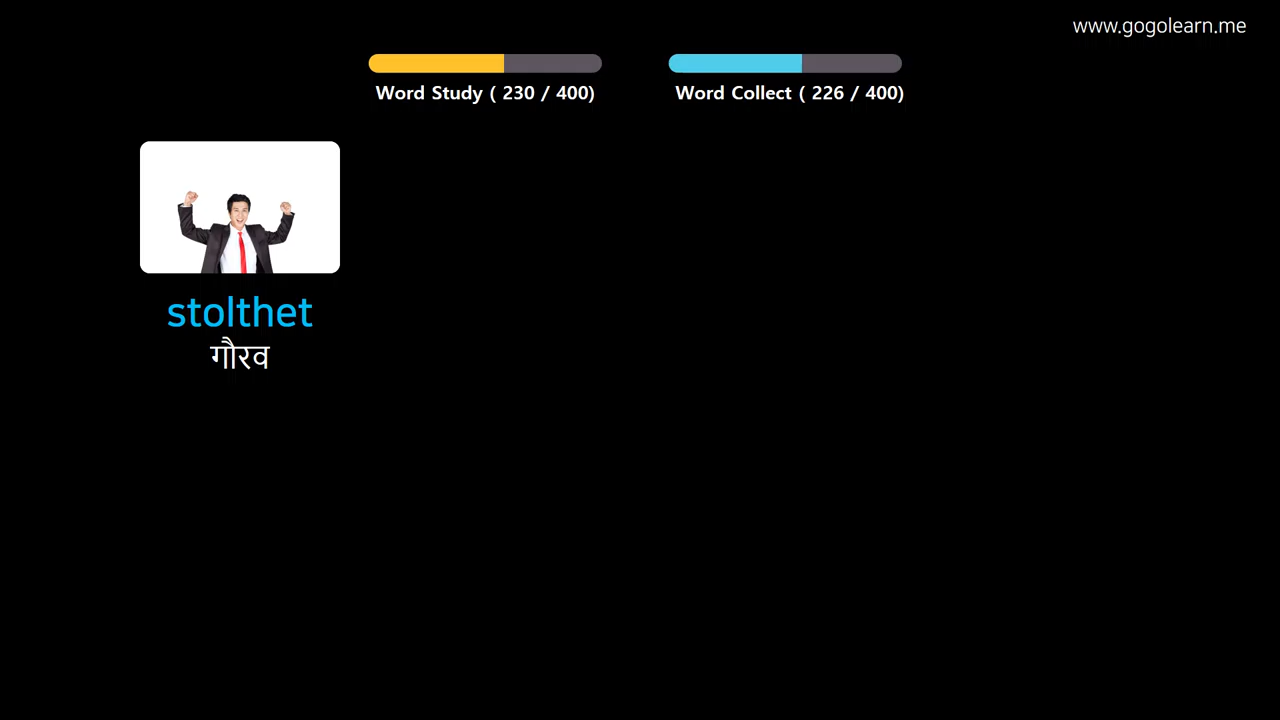 www.gogolearn.me
Word Study ( 230 / 400)
Word Collect ( 226 / 400)
stolthet
गौरव